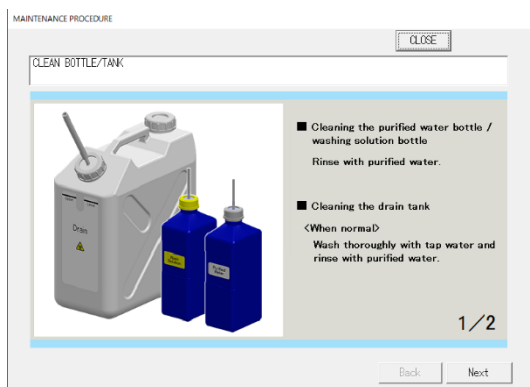 MAINTENANCE PROCEDURE
CLOSE
CLEAN BOTTLE/TANK
■ Cleaning the purified water bottle /
washing solution bottle
Rinse with purified water.
■ Cleaning the drain tank
<When normal>
Wash thoroughly with tap water and
rinse with purified water.
Drain
Purified
Water
1/2
Back
Next